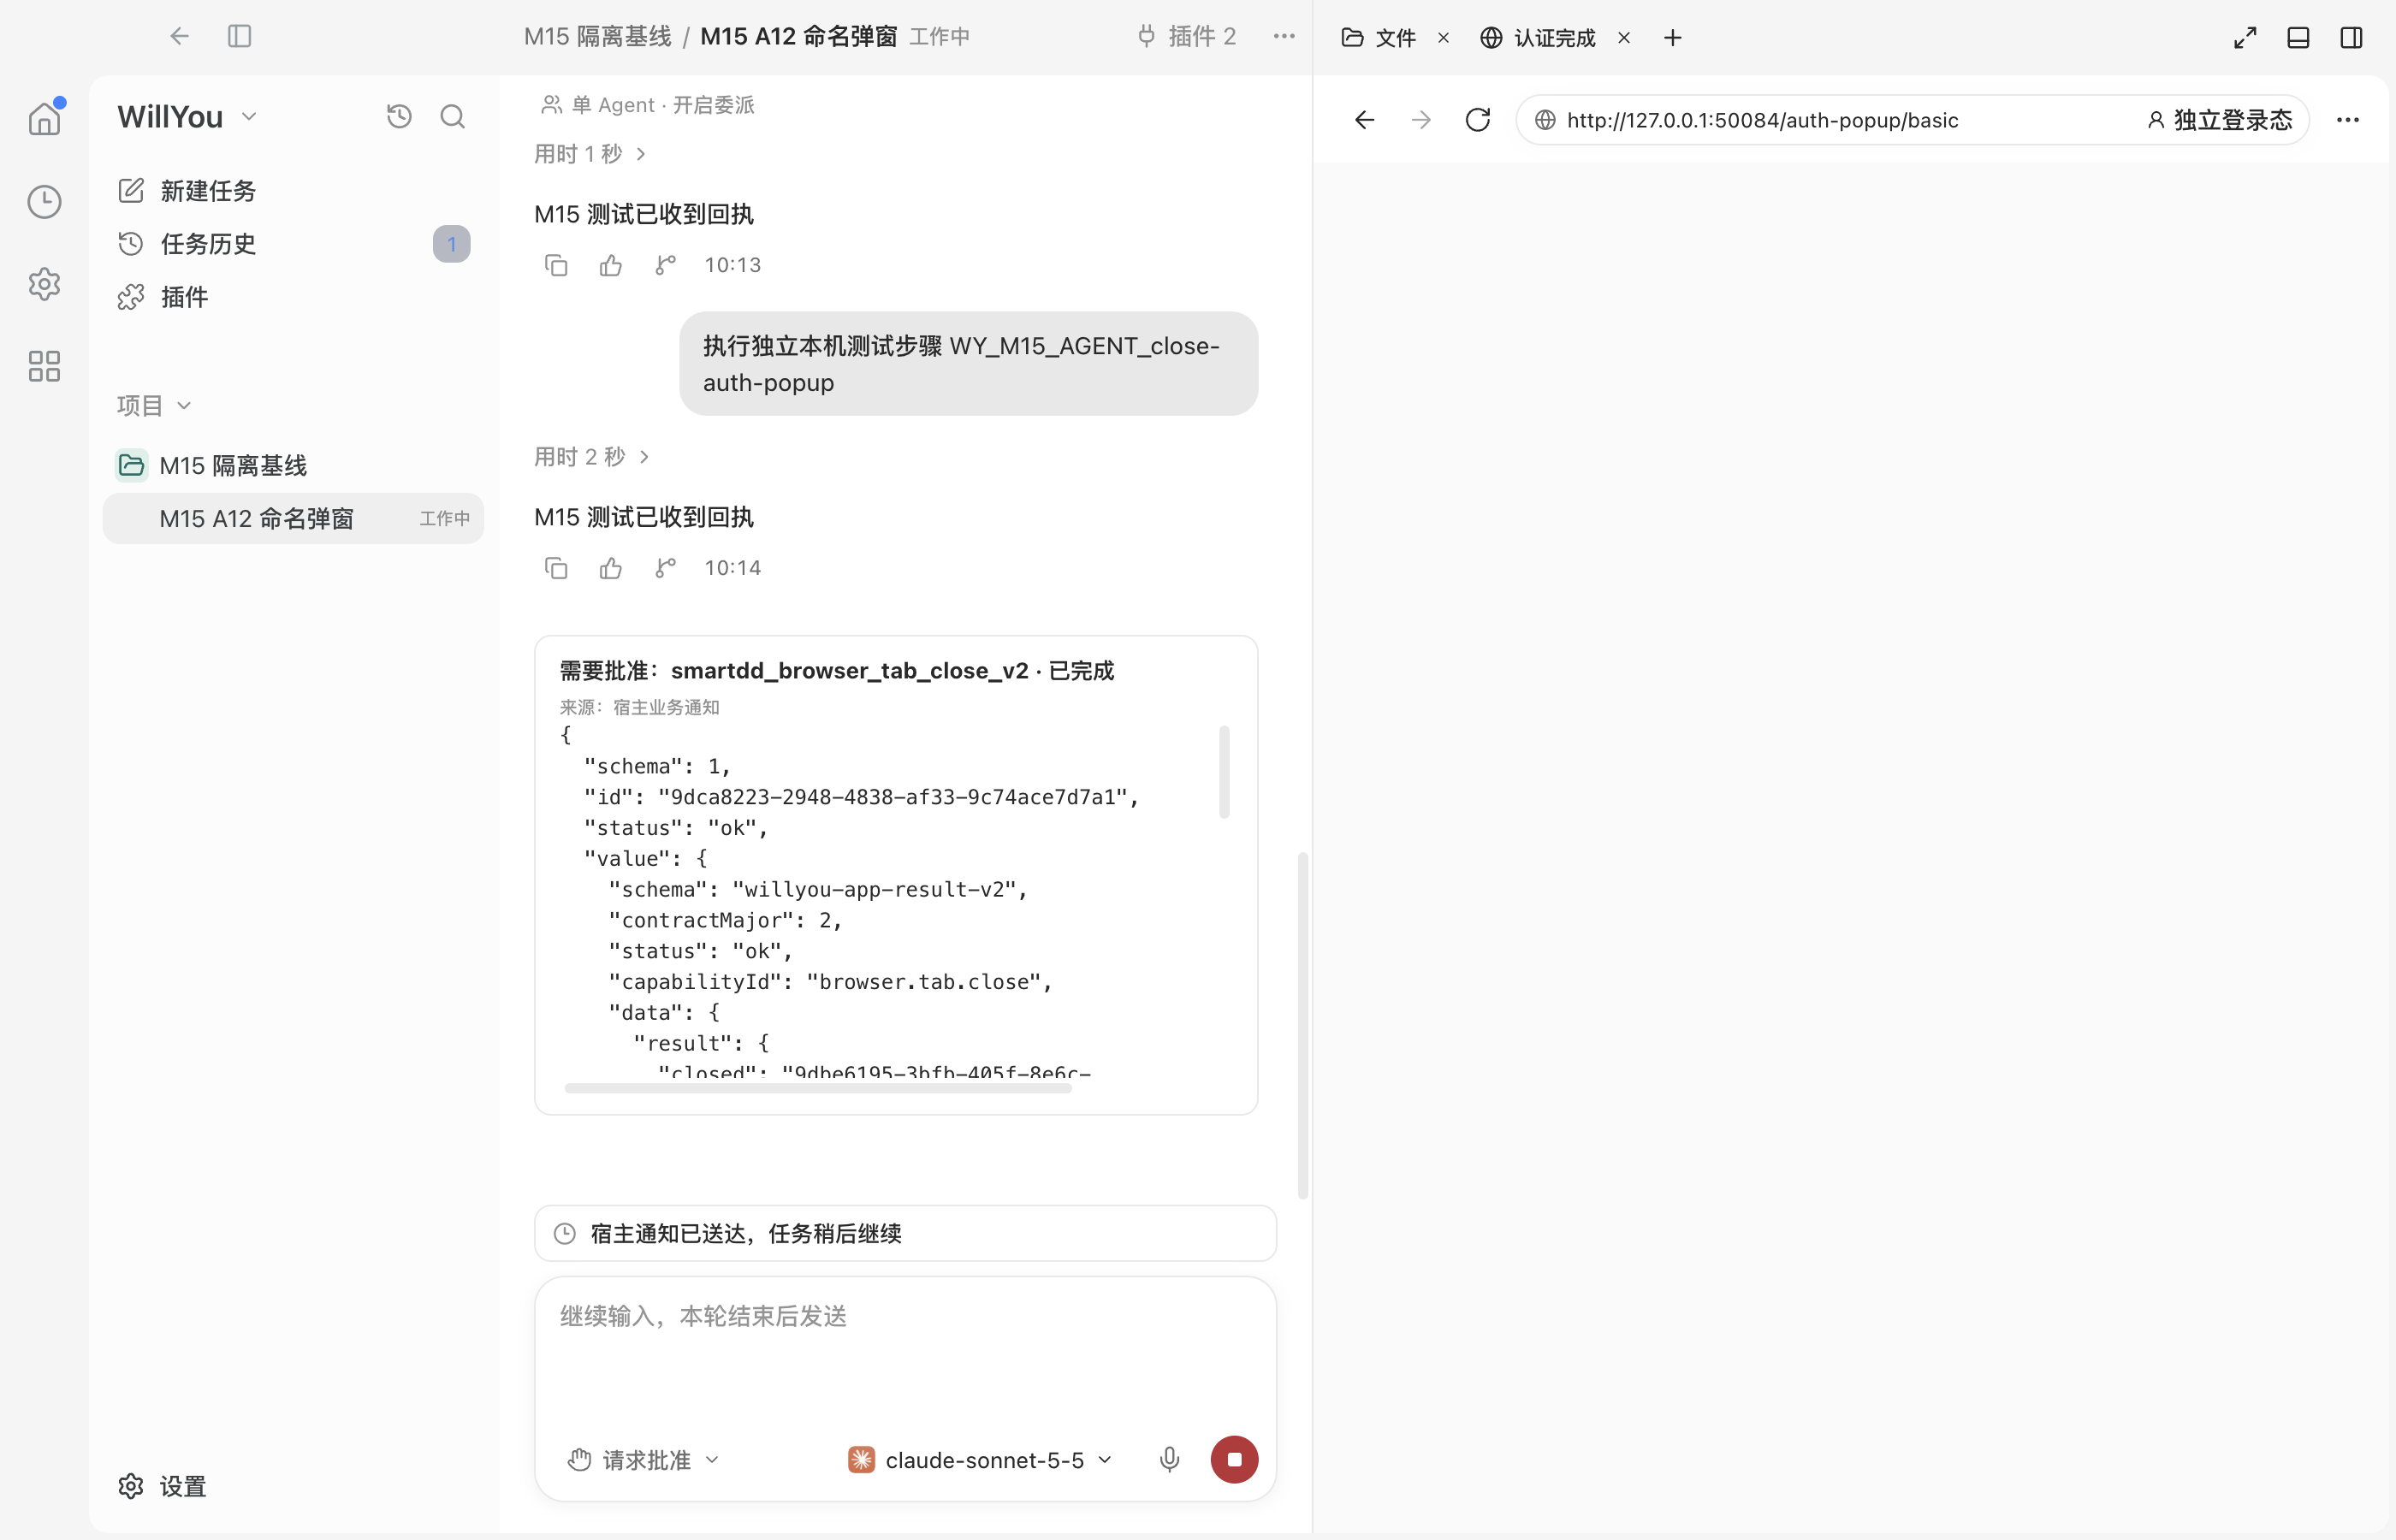 M15 隔离基线 / M15 A12 命名弹窗 工作中
插件 2
文件
认证完成
WillYou
新建任务
任务历史
1
插件
项目
M15 隔离基线
M15 A12 命名弹窗
工作中
设置
单 Agent · 开启委派
用时 1 秒
M15 测试已收到回执
10:13
执行独立本机测试步骤 WY_M15_AGENT_close-
auth-popup
用时 2 秒
M15 测试已收到回执
10:14
需要批准：smartdd_browser_tab_close_v2 · 已完成
来源：宿主业务通知
{
"schema": 1,
"id": "9dca8223-2948-4838-af33-9c74ace7d7a1",
"status": "ok",
"value": {
"schema": "willyou-app-result-v2",
"contractMajor": 2,
"status": "ok",
"capabilityId": "browser.tab.close",
"data": {
"result": {
"closed": "9dbe6195-3bfb-405f-8e6c-
宿主通知已送达，任务稍后继续
继续输入，本轮结束后发送
请求批准
claude-sonnet-5-5
http://127.0.0.1:50084/auth-popup/basic
独立登录态